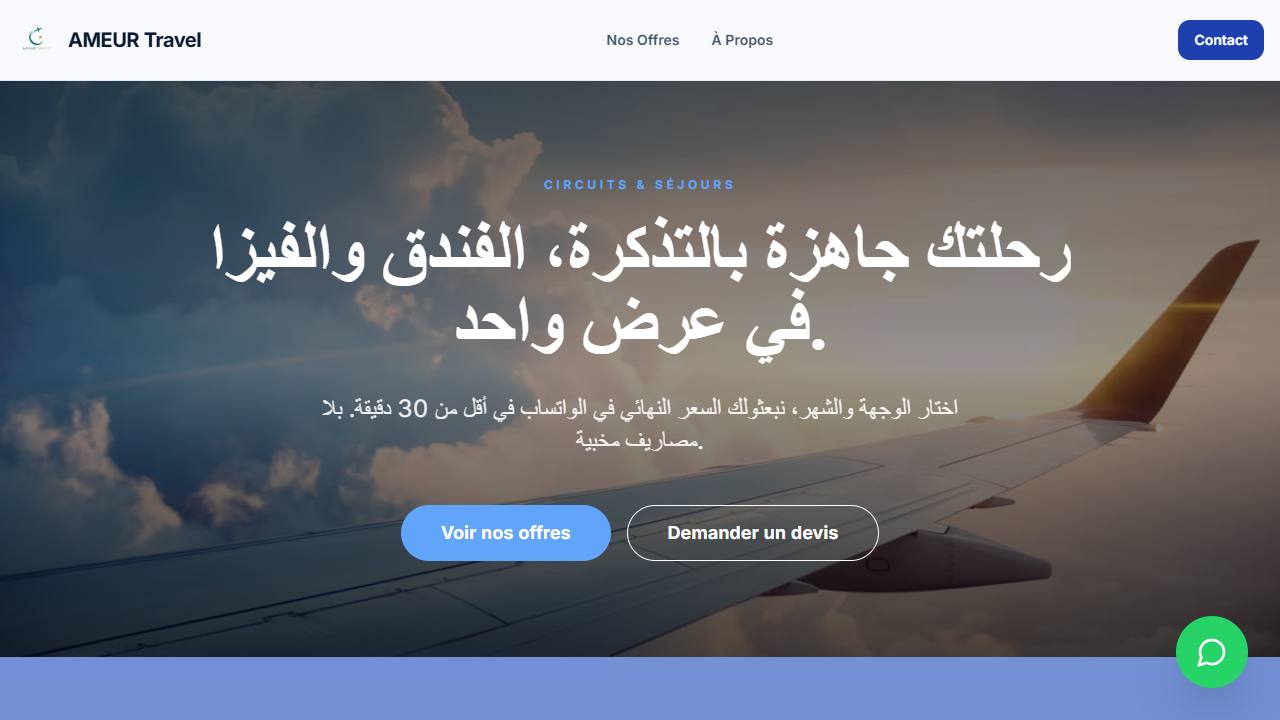 AMEUR Travel
Nos Offres
À Propos
Contact
CIRCUITS & SÉJOURS
رحلتك جاهزة بالتذكرة، الفندق والفيزا
في عرض واحد.
اختار الوجهة والشهر، نبعثولك السعر النهائي في الواتساب في أقل من 30 دقيقة. بلا
مصاريف مخبية.
Voir nos offres
Demander un devis